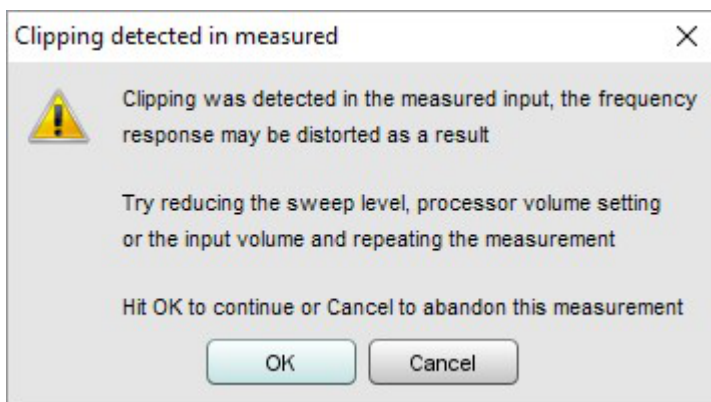 Clipping detected in measured
Clipping was detected in the measured input, the frequency
response may be distorted as a result
Try reducing the sweep level, processor volume setting
or the input volume and repeating the measurement
Hit OK to continue or Cancel to abandon this measurement
OK
Cancel